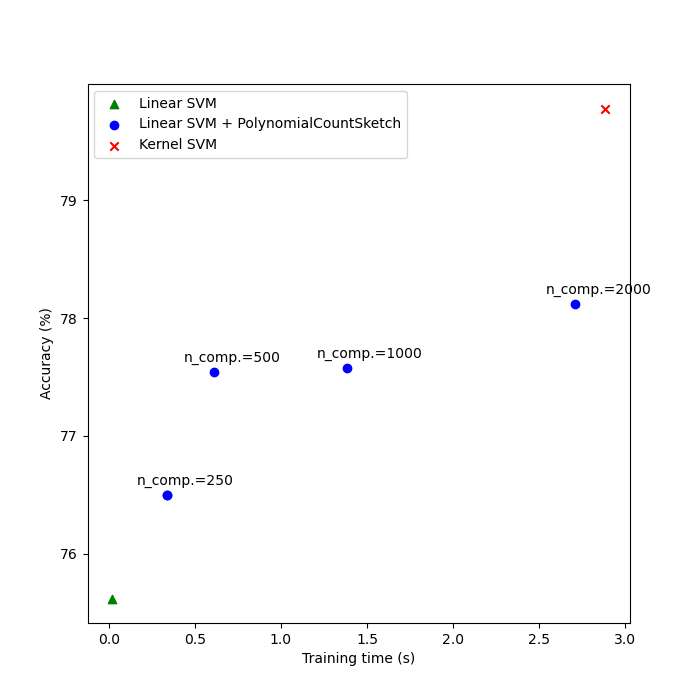 Linear SVM
Linear SVM + PolynomialCountSketch
Kernel SVM
79
n_comp.=2000
78
n_comp.=500
n_comp.=1000
77
n_comp.=250
76
Accuracy (%)
0.0 0.5 1.0 1.5 2.0 2.5 3.0
Training time (s)